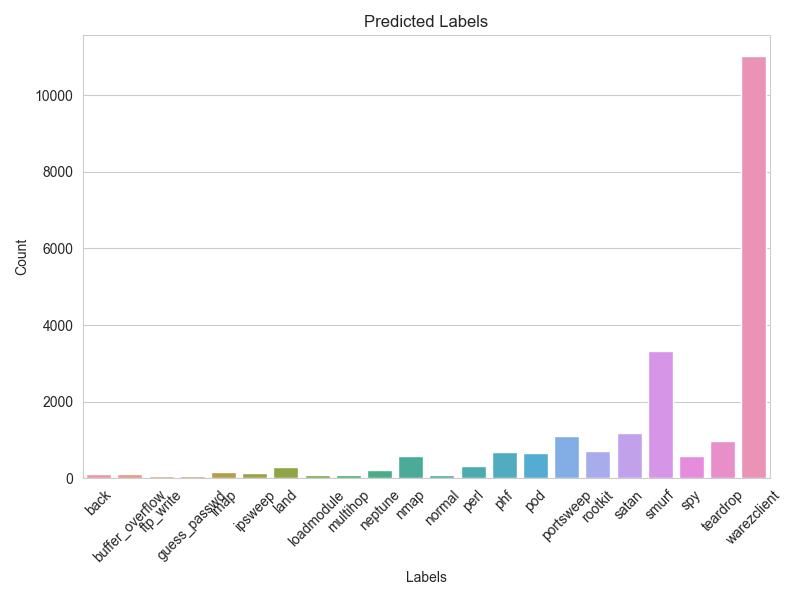 Predicted Labels
10000
8000
6000
4000
2000
0
Count
back
buffer_overflow
ftp_write
guess_passwd
imap
ipsweep
land
loadmodule
multihop
neptune
nmap
normal
perl
phf
pod
portsweep
rootkit
satan
smurf
spy
teardrop
warezclient
Labels